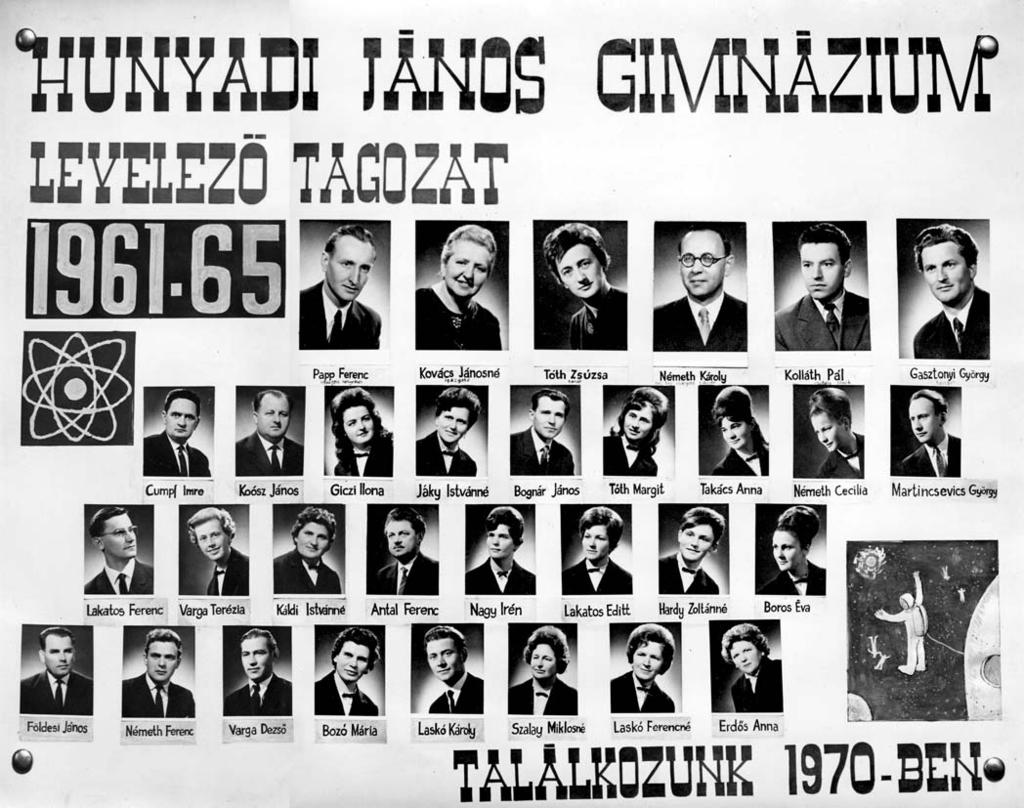 HUNYADI JÁNOS GIMNÁZIUM
LEVELEZŐ TAGOZAT
1961-65
Papp Ferenc Kovács Jánosné Tóth Zsúzsa Németh Károly Kolláth Pál Gasztonyi György
Cumpf Imre Koósz János Giczi Ilona Jáky Istvánné Bognár János Tóth Margit Takács Anna Németh Cecilia Martincsevics György
Lakatos Ferenc Varga Terézia Káldi Istvánné Antal Ferenc Nagy Irén Lakatos Editt Hardy Zoltánné Boros Éva
Földesi János Németh Ferenc Varga Dezső Bozó Mária Laskó Károly Szalay Miklosné Laskó Ferencné Erdős Anna
TALÁLKOZUNK 1970-BEN